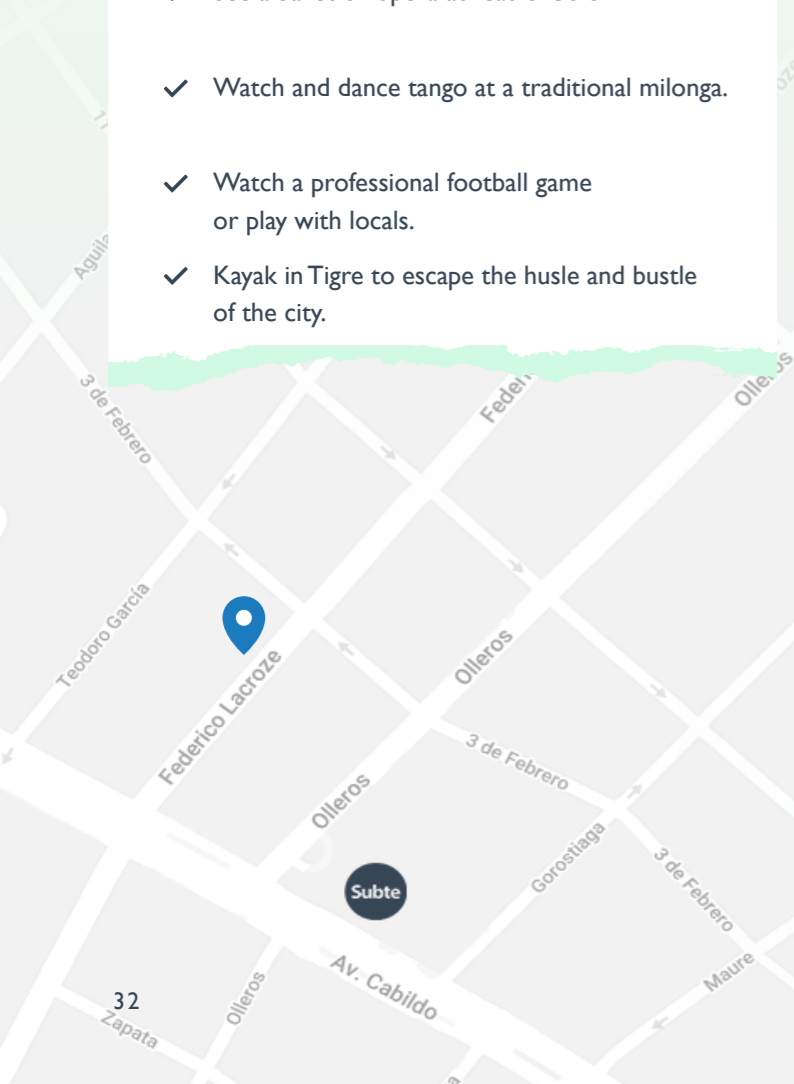 Watch and dance tango at a traditional milonga.
Watch a professional football game
or play with locals.
Kayak in Tigre to escape the husle and bustle
of the city.
3 de Febrero
Olleros
Teodoro García
Federico Lacroze
Olleros
3 de Febrero
Olleros
Gorostiaga
3 de Febrero
Subte
Av. Cabildo
Maure
Olleros
32
Zapata